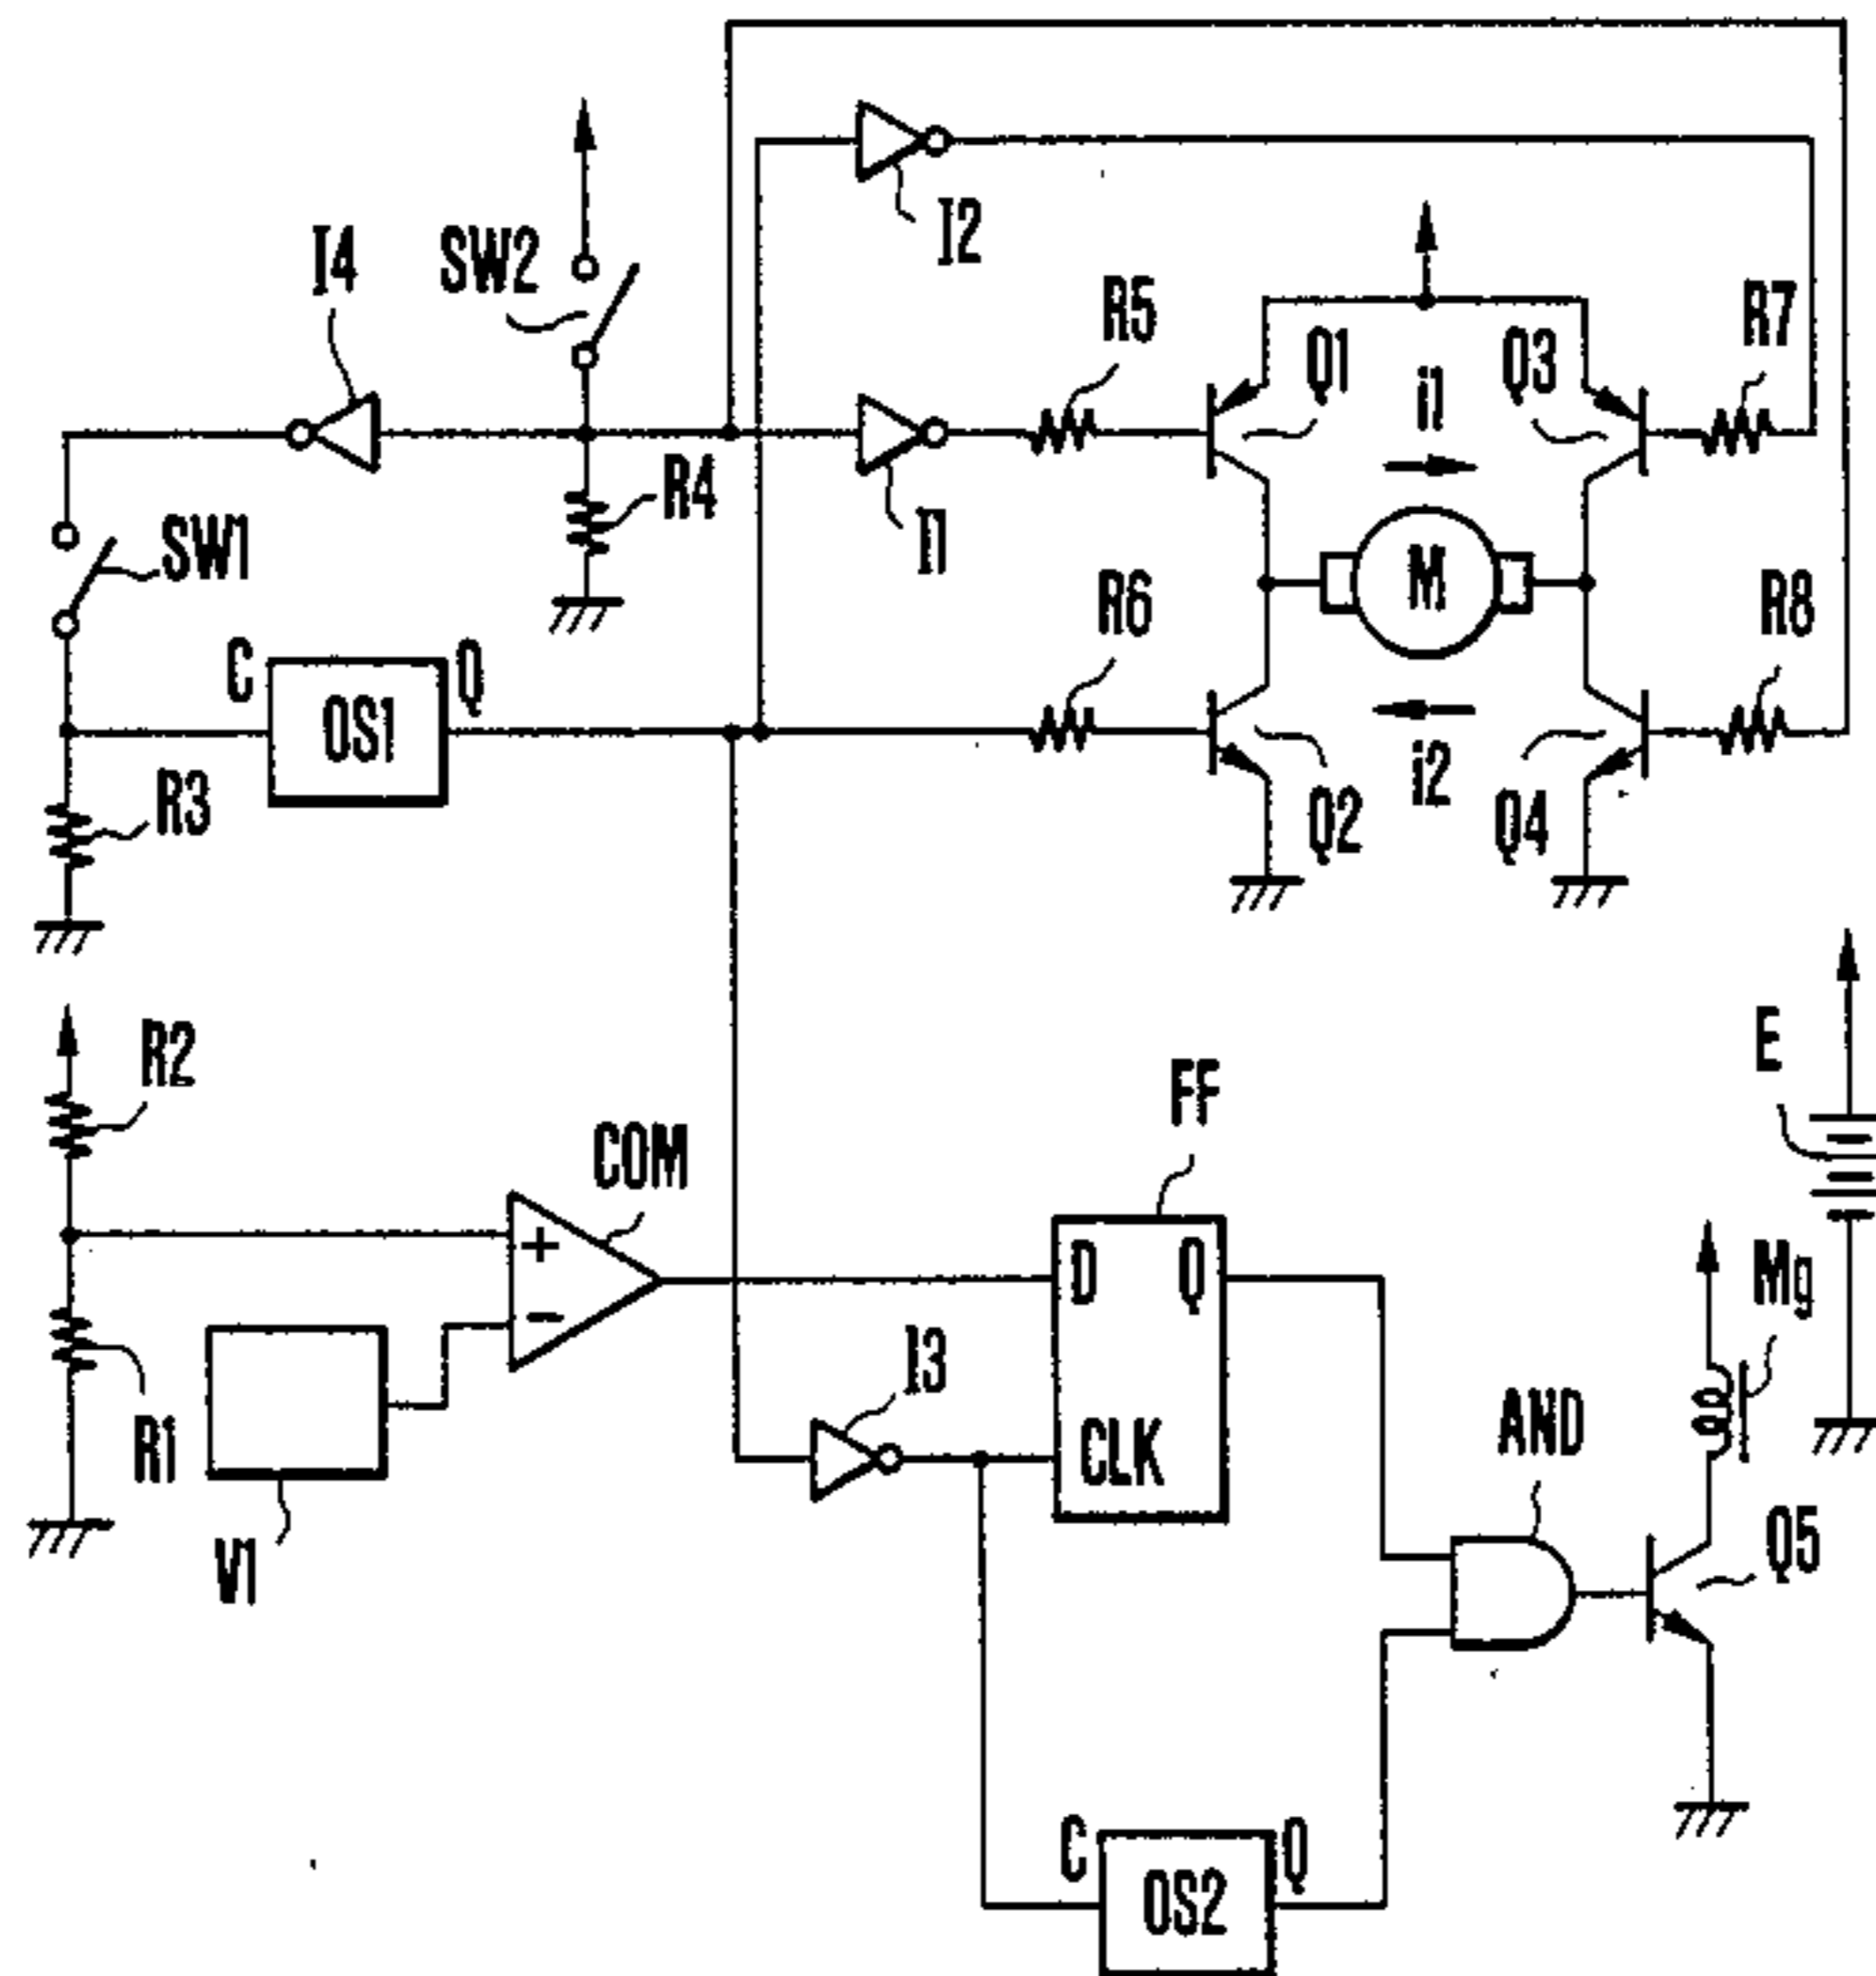 I2
I4
SW2
R5
Q1
i1
Q3
R7
R4
I1
SW1
M
R6
R8
C
OS1
Q
i2
R3
Q2
Q4
R2
E
FF
COM
+
-
D
Q
Mg
I3
CLK
AND
R1
V1
Q5
C
OS2
Q